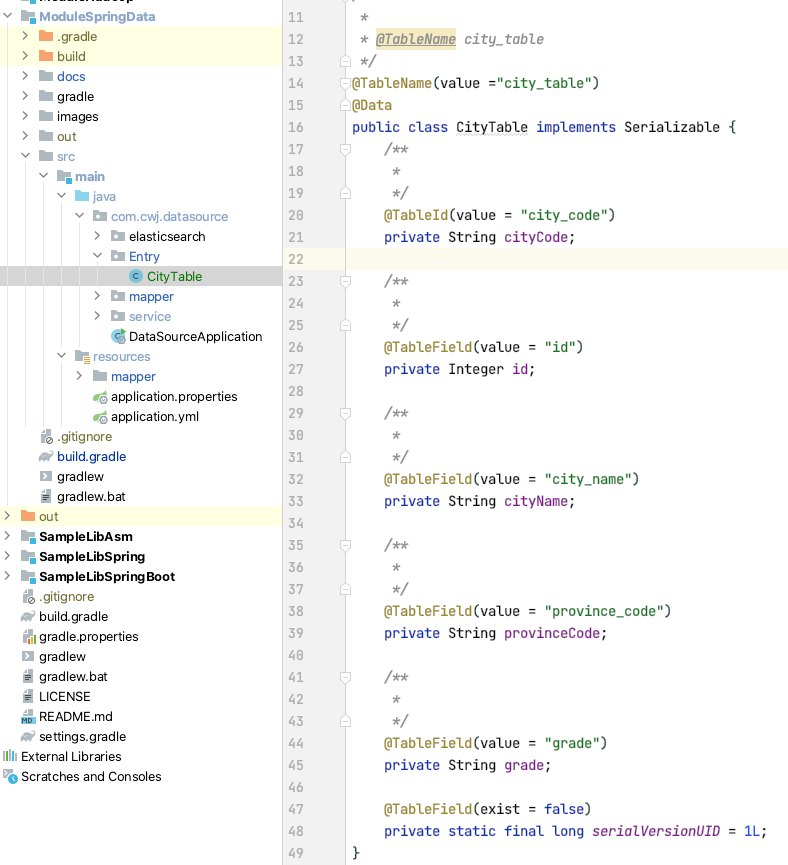 ModuleSpringData
.gradle
build
docs
gradle
images
out
src
main
java
com.cwj.datasource
elasticsearch
Entry
CityTable
mapper
service
DataSourceApplication
resources
mapper
application.properties
application.yml
.gitignore
build.gradle
gradlew
gradlew.bat
out
SampleLibAsm
SampleLibSpring
SampleLibSpringBoot
.gitignore
build.gradle
gradle.properties
gradlew
gradlew.bat
LICENSE
README.md
settings.gradle
External Libraries
Scratches and Consoles
11 *
12 * @TableName city_table
13 */
14 @TableName(value ="city_table")
15 @Data
16 public class CityTable implements Serializable {
17 /**
18 *
19 */
20 @TableId(value = "city_code")
21 private String cityCode;
22
23 /**
24 *
25 */
26 @TableField(value = "id")
27 private Integer id;
28
29 /**
30 *
31 */
32 @TableField(value = "city_name")
33 private String cityName;
34
35 /**
36 *
37 */
38 @TableField(value = "province_code")
39 private String provinceCode;
40
41 /**
42 *
43 */
44 @TableField(value = "grade")
45 private String grade;
46
47 @TableField(exist = false)
48 private static final long serialVersionUID = 1L;
49 }